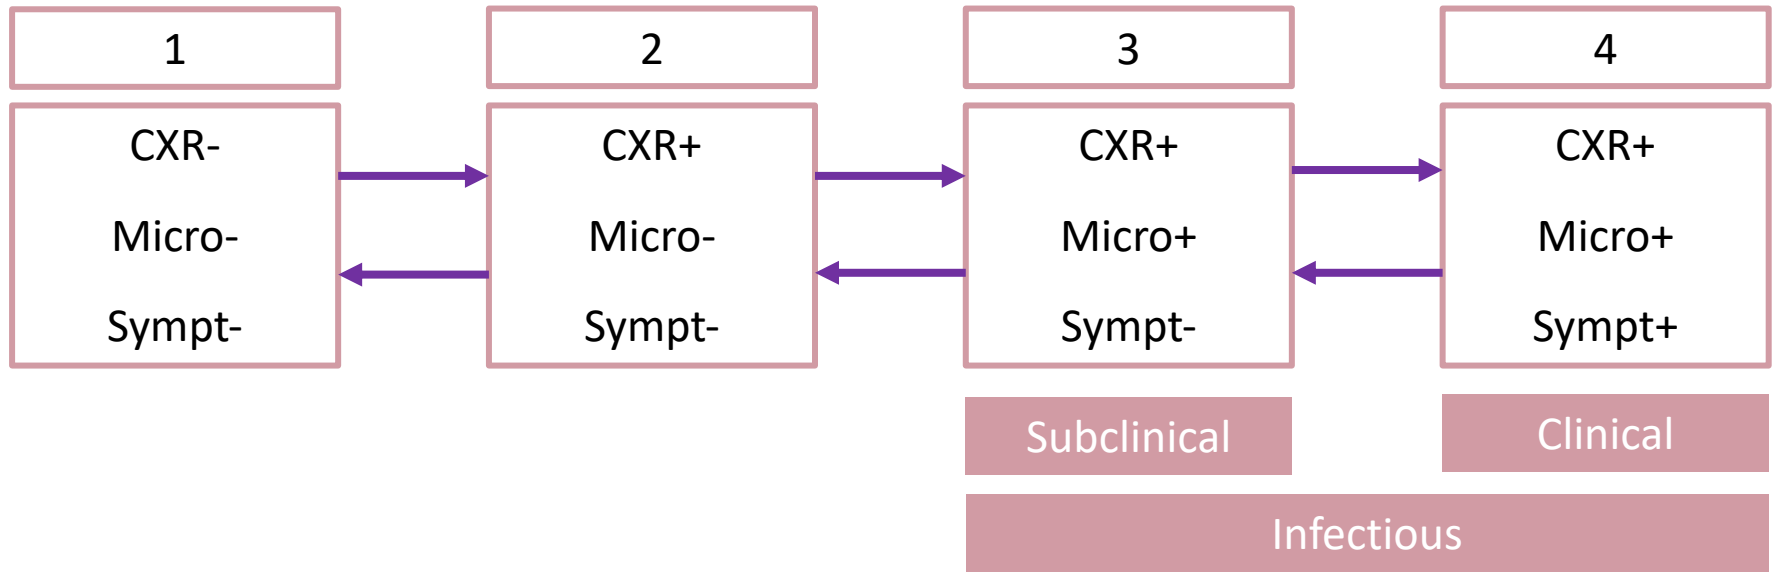 1
2
3
4
CXR-
Micro-
Sympt-
CXR+
Micro-
Sympt-
CXR+
Micro+
Sympt-
CXR+
Micro+
Sympt+
Subclinical
Clinical
Infectious